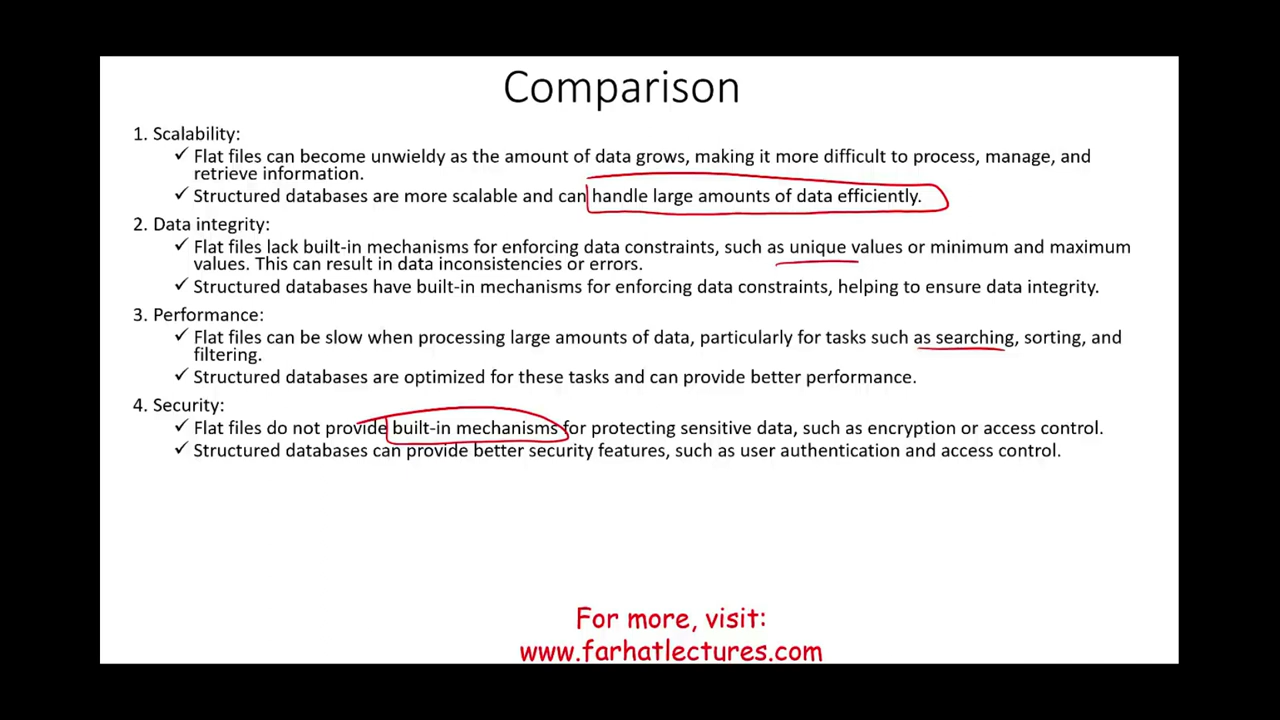 Comparison
1. Scalability:
✓ Flat files can become unwieldy as the amount of data grows, making it more difficult to process, manage, and
retrieve information.
✓ Structured databases are more scalable and can handle large amounts of data efficiently.
2. Data integrity:
✓ Flat files lack built-in mechanisms for enforcing data constraints, such as unique values or minimum and maximum
values. This can result in data inconsistencies or errors.
✓ Structured databases have built-in mechanisms for enforcing data constraints, helping to ensure data integrity.
3. Performance:
✓ Flat files can be slow when processing large amounts of data, particularly for tasks such as searching, sorting, and
filtering.
✓ Structured databases are optimized for these tasks and can provide better performance.
4. Security:
✓ Flat files do not provide built-in mechanisms for protecting sensitive data, such as encryption or access control.
✓ Structured databases can provide better security features, such as user authentication and access control.
For more, visit:
www.farhatlectures.com